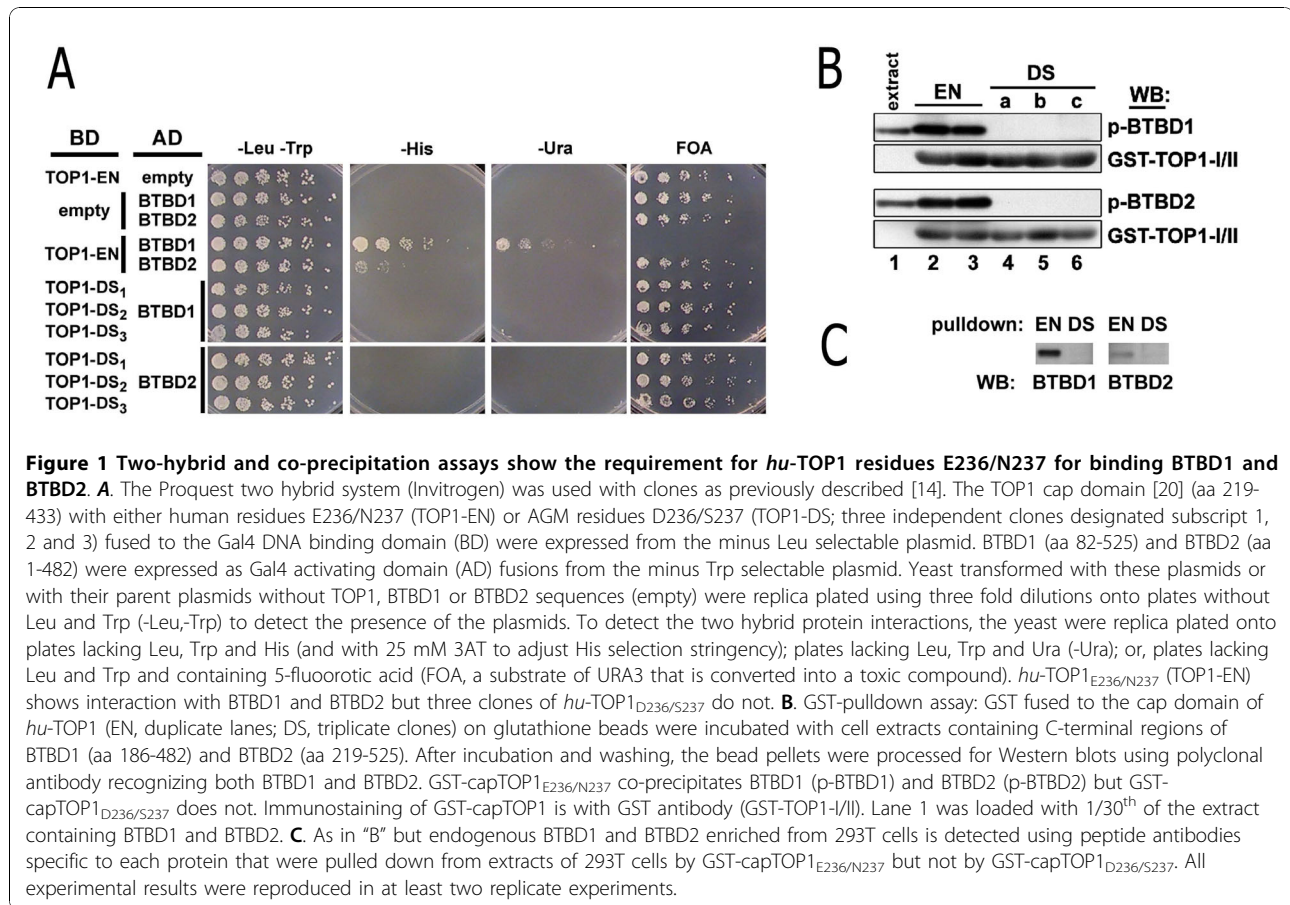 A
BD AD -Leu -Trp -His -Ura FOA
TOP1-EN empty
empty BTBD1
BTBD2
TOP1-EN BTBD1
BTBD2
TOP1-DS1
TOP1-DS2 BTBD1
TOP1-DS3
TOP1-DS1
TOP1-DS2 BTBD2
TOP1-DS3
B
extract EN DS
a b c WB:
p-BTBD1
GST-TOP1-I/II
p-BTBD2
GST-TOP1-I/II
1 2 3 4 5 6
C
pulldown: EN DS EN DS
WB: BTBD1 BTBD2
Figure 1 Two-hybrid and co-precipitation assays show the requirement for hu-TOP1 residues E236/N237 for binding BTBD1 and
BTBD2. A. The Proquest two hybrid system (Invitrogen) was used with clones as previously described [14]. The TOP1 cap domain [20] (aa 219-
433) with either human residues E236/N237 (TOP1-EN) or AGM residues D236/S237 (TOP1-DS; three independent clones designated subscript 1,
2 and 3) fused to the Gal4 DNA binding domain (BD) were expressed from the minus Leu selectable plasmid. BTBD1 (aa 82-525) and BTBD2 (aa
1-482) were expressed as Gal4 activating domain (AD) fusions from the minus Trp selectable plasmid. Yeast transformed with these plasmids or
with their parent plasmids without TOP1, BTBD1 or BTBD2 sequences (empty) were replica plated using three fold dilutions onto plates without
Leu and Trp (-Leu,-Trp) to detect the presence of the plasmids. To detect the two hybrid protein interactions, the yeast were replica plated onto
plates lacking Leu, Trp and His (and with 25 mM 3AT to adjust His selection stringency); plates lacking Leu, Trp and Ura (-Ura); or, plates lacking
Leu and Trp and containing 5-fluoorotic acid (FOA, a substrate of URA3 that is converted into a toxic compound). hu-TOP1E236/N237 (TOP1-EN)
shows interaction with BTBD1 and BTBD2 but three clones of hu-TOP1D236/S237 do not. B. GST-pulldown assay: GST fused to the cap domain of
hu-TOP1 (EN, duplicate lanes; DS, triplicate clones) on glutathione beads were incubated with cell extracts containing C-terminal regions of
BTBD1 (aa 186-482) and BTBD2 (aa 219-525). After incubation and washing, the bead pellets were processed for Western blots using polyclonal
antibody recognizing both BTBD1 and BTBD2. GST-capTOP1E236/N237 co-precipitates BTBD1 (p-BTBD1) and BTBD2 (p-BTBD2) but GST-
capTOP1D236/S237 does not. Immunostaining of GST-capTOP1 is with GST antibody (GST-TOP1-I/II). Lane 1 was loaded with 1/30th of the extract
containing BTBD1 and BTBD2. C. As in "B" but endogenous BTBD1 and BTBD2 enriched from 293T cells is detected using peptide antibodies
specific to each protein that were pulled down from extracts of 293T cells by GST-capTOP1E236/N237 but not by GST-capTOP1D236/S237. All
experimental results were reproduced in at least two replicate experiments.